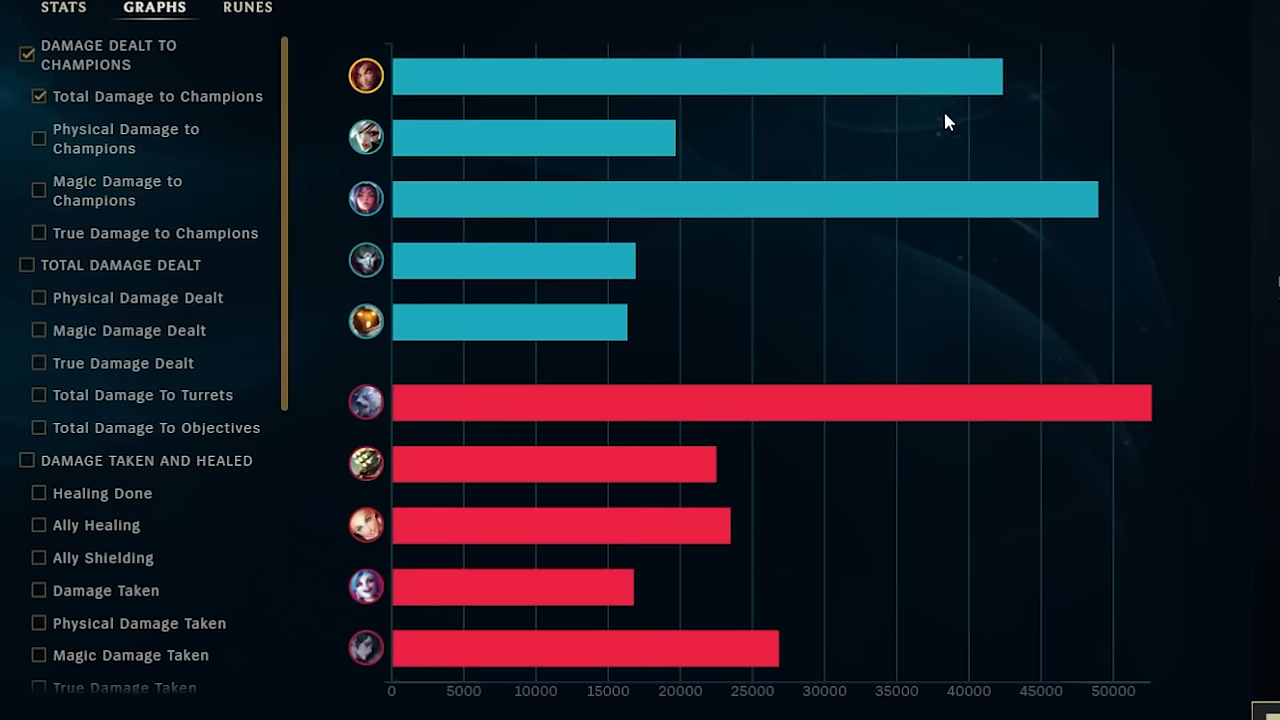 STATS GRAPHS RUNES
DAMAGE DEALT TO
CHAMPIONS
Total Damage to Champions
Physical Damage to
Champions
Magic Damage to
Champions
True Damage to Champions
TOTAL DAMAGE DEALT
Physical Damage Dealt
Magic Damage Dealt
True Damage Dealt
Total Damage To Turrets
Total Damage To Objectives
DAMAGE TAKEN AND HEALED
Healing Done
Ally Healing
Ally Shielding
Damage Taken
Physical Damage Taken
Magic Damage Taken
True Damage Taken
0 5000 10000 15000 20000 25000 30000 35000 40000 45000 50000